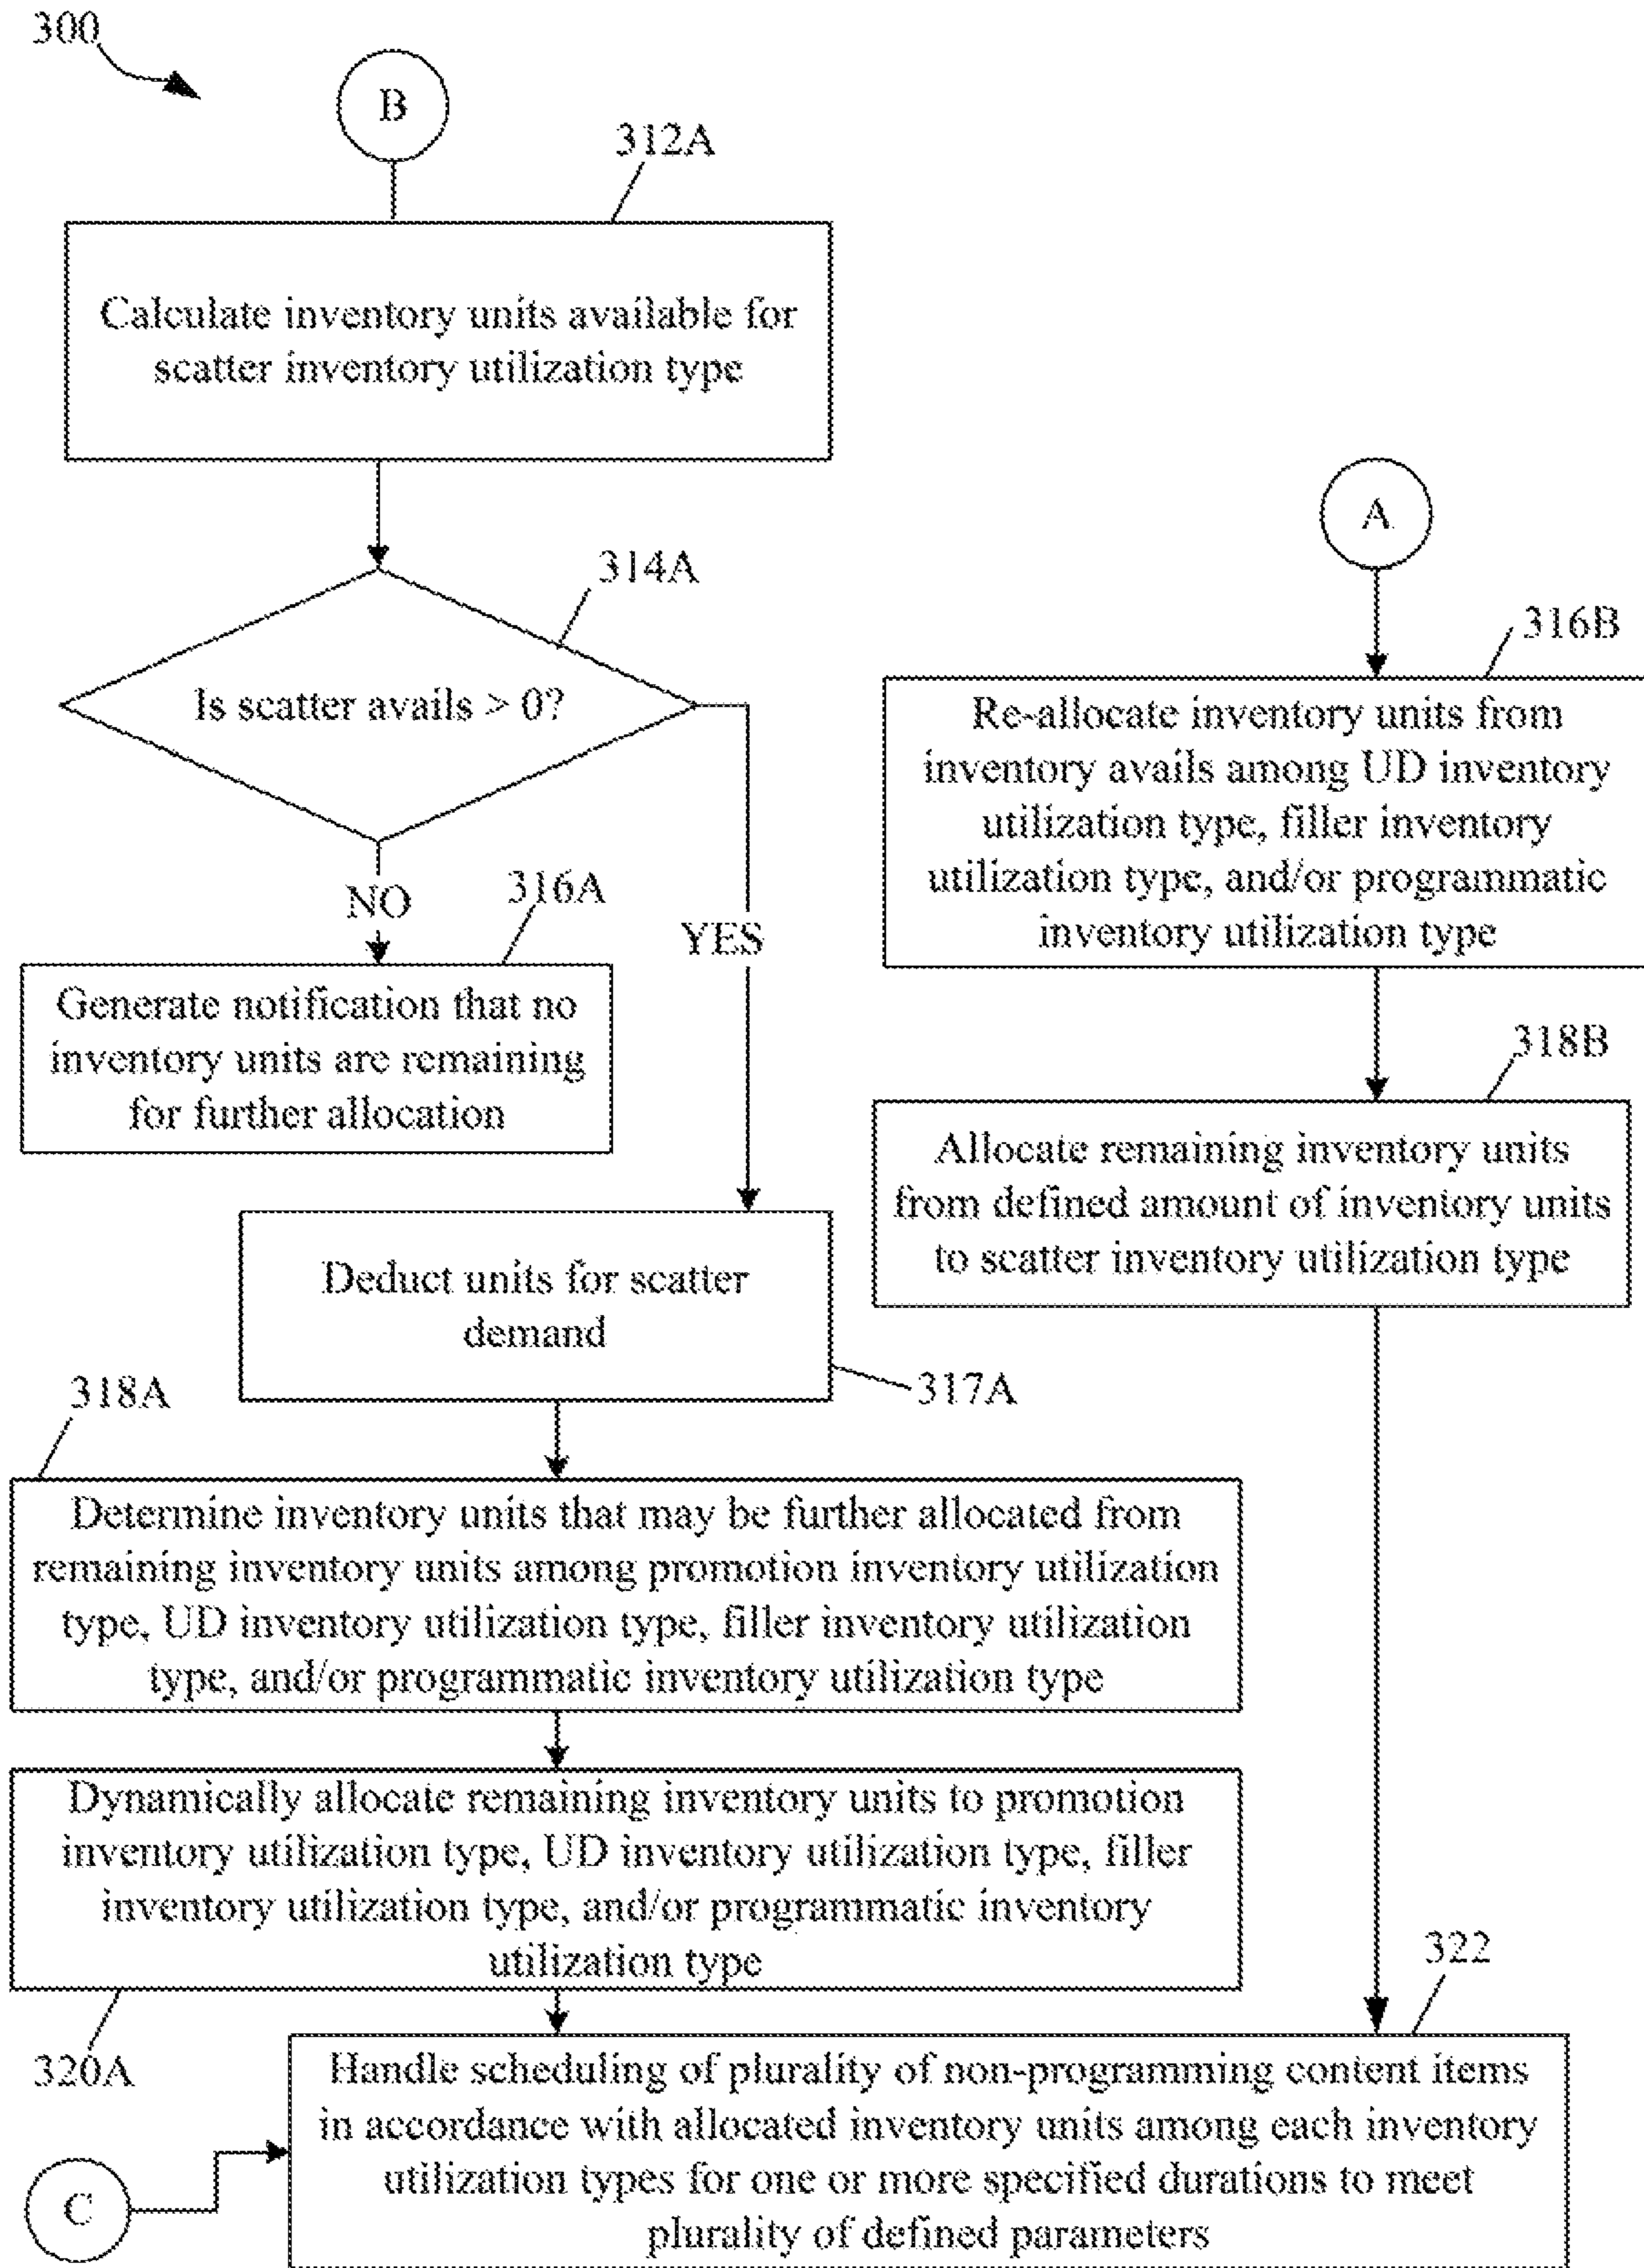 300
B
312A
Calculate inventory units available for
scatter inventory utilization type
314A
Is scatter avails > 0?
NO
YES
316A
Generate notification that no
inventory units are remaining
for further allocation
Deduct units for scatter
demand
317A
318A
Determine inventory units that may be further allocated from
remaining inventory units among promotion inventory utilization
type, UD inventory utilization type, filler inventory utilization
type, and/or programmatic inventory utilization type
Dynamically allocate remaining inventory units to promotion
inventory utilization type, UD inventory utilization type, filler
inventory utilization type, and/or programmatic inventory
utilization type
320A
A
316B
Re-allocate inventory units from
inventory avails among UD inventory
utilization type, filler inventory
utilization type, and/or programmatic
inventory utilization type
318B
Allocate remaining inventory units
from defined amount of inventory units
to scatter inventory utilization type
322
Handle scheduling of plurality of non-programming content items
in accordance with allocated inventory units among each inventory
utilization types for one or more specified durations to meet
plurality of defined parameters
C